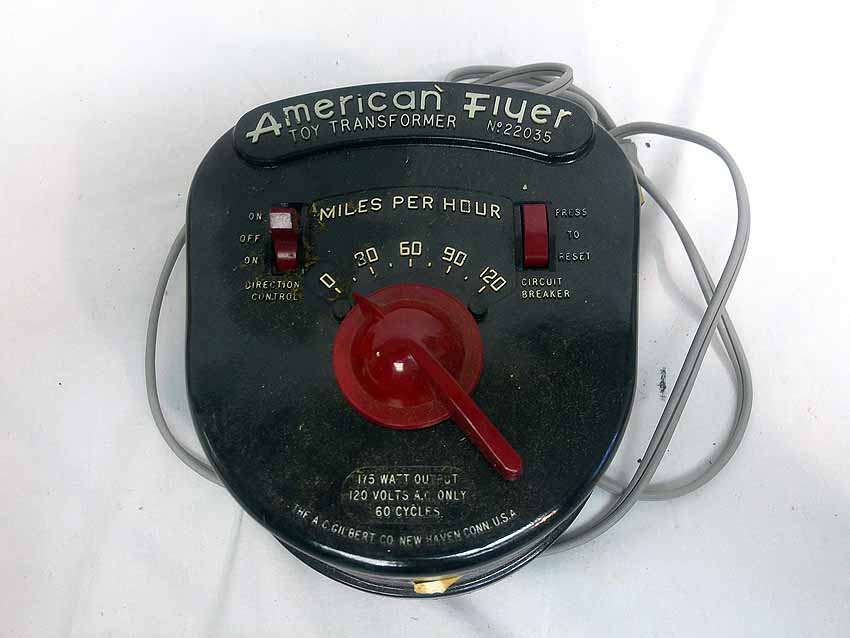 American Flyer
TOY TRANSFORMER No 22035
MILES PER HOUR
0 30 60 90 120
ON
OFF
ON
DIRECTION
CONTROL
PRESS
TO
RESET
CIRCUIT
BREAKER
175 WATT OUTPUT
120 VOLTS A.C. ONLY
60 CYCLES
THE A.C. GILBERT CO. NEW HAVEN CONN. U.S.A.